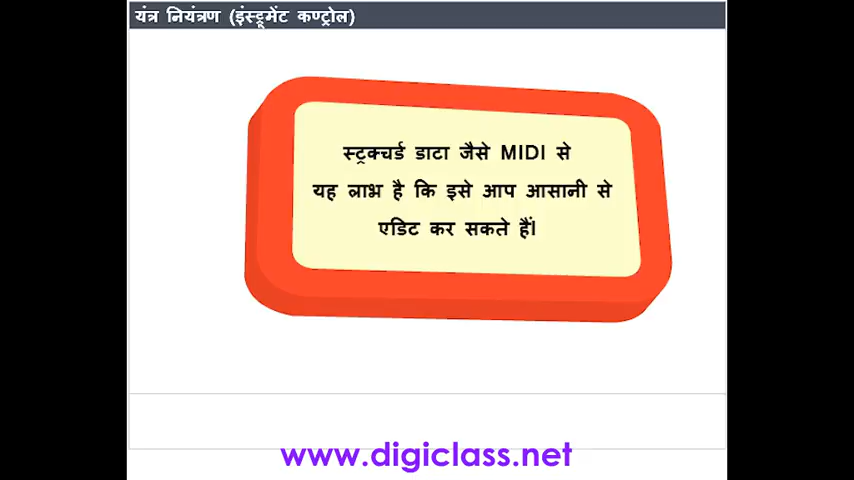 यंत्र नियंत्रण (इंस्ट्रूमेंट कण्ट्रोल)
स्ट्रक्चर्ड डाटा जैसे MIDI से
यह लाभ है कि इसे आप आसानी से
एडिट कर सकते हैं।
www.digiclass.net